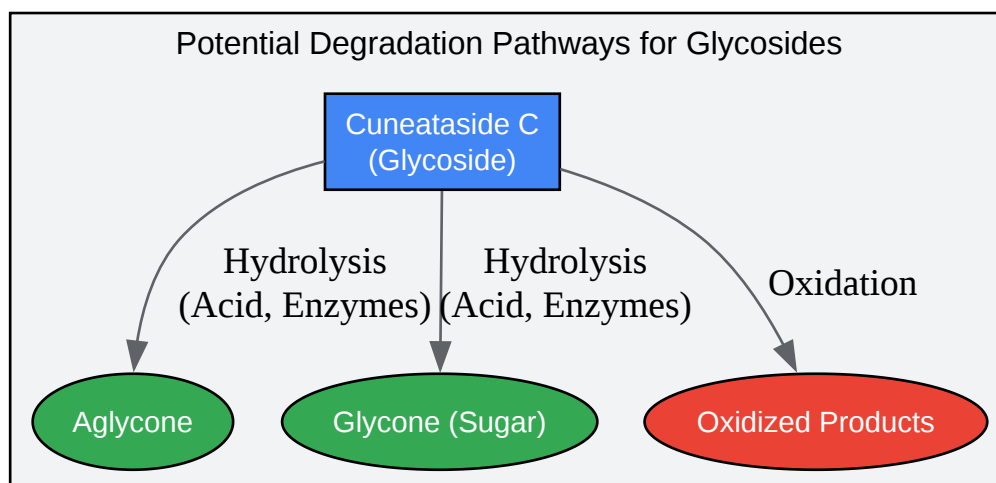 Potential Degradation Pathways for Glycosides
Cuneataside C
(Glycoside)
Hydrolysis
(Acid, Enzymes)
Hydrolysis
(Acid, Enzymes)
Oxidation
Aglycone
Glycone (Sugar)
Oxidized Products